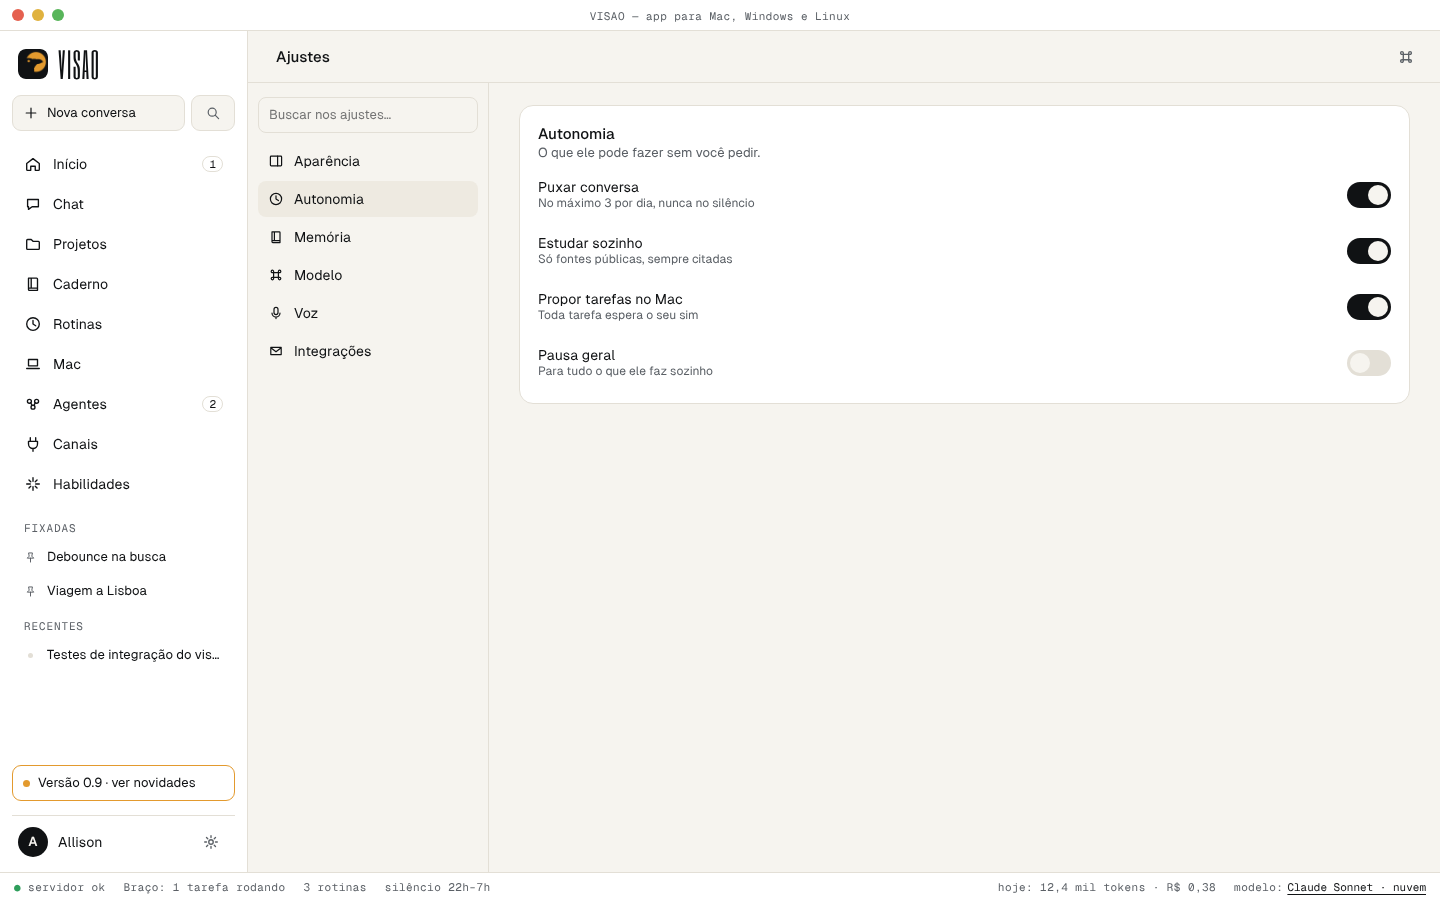 VISAO — app para Mac, Windows e Linux
VISAO
Nova conversa
Início 1
Chat
Projetos
Caderno
Rotinas
Mac
Agentes 2
Canais
Habilidades
FIXADAS
Debounce na busca
Viagem a Lisboa
RECENTES
Testes de integração do vis…
Versão 0.9 · ver novidades
A Allison
Ajustes
Buscar nos ajustes…
Aparência
Autonomia
Memória
Modelo
Voz
Integrações
Autonomia
O que ele pode fazer sem você pedir.
Puxar conversa
No máximo 3 por dia, nunca no silêncio
Estudar sozinho
Só fontes públicas, sempre citadas
Propor tarefas no Mac
Toda tarefa espera o seu sim
Pausa geral
Para tudo o que ele faz sozinho
servidor ok Braço: 1 tarefa rodando 3 rotinas silêncio 22h–7h hoje: 12,4 mil tokens · R$ 0,38 modelo: Claude Sonnet · nuvem